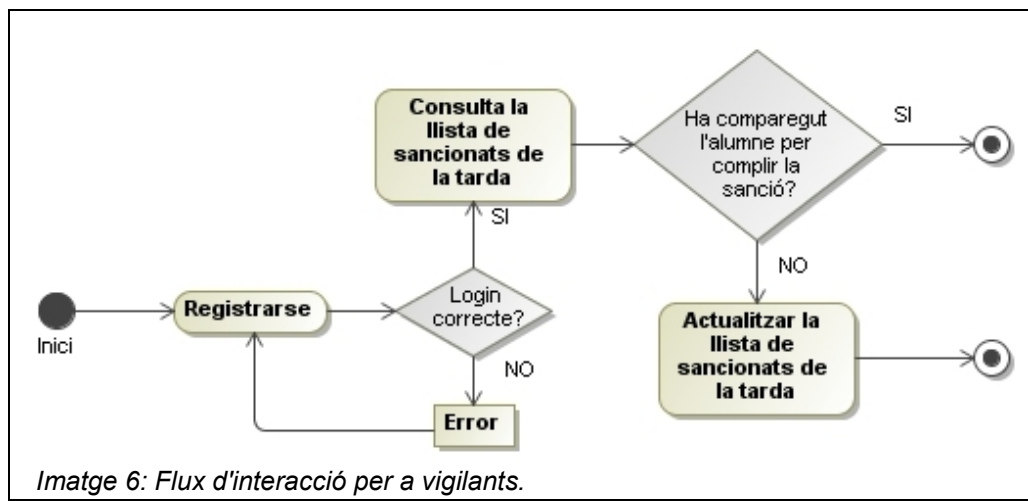 Consulta la
llista de
sancionats de
la tarda
Ha comparegut
l'alumne per
complir la
sanció?
SI
SI
NO
Inici
Registrarse
Login
correcte?
NO
Error
Actualitzar la
llista de
sancionats de
la tarda
Imatge 6: Flux d'interacció per a vigilants.